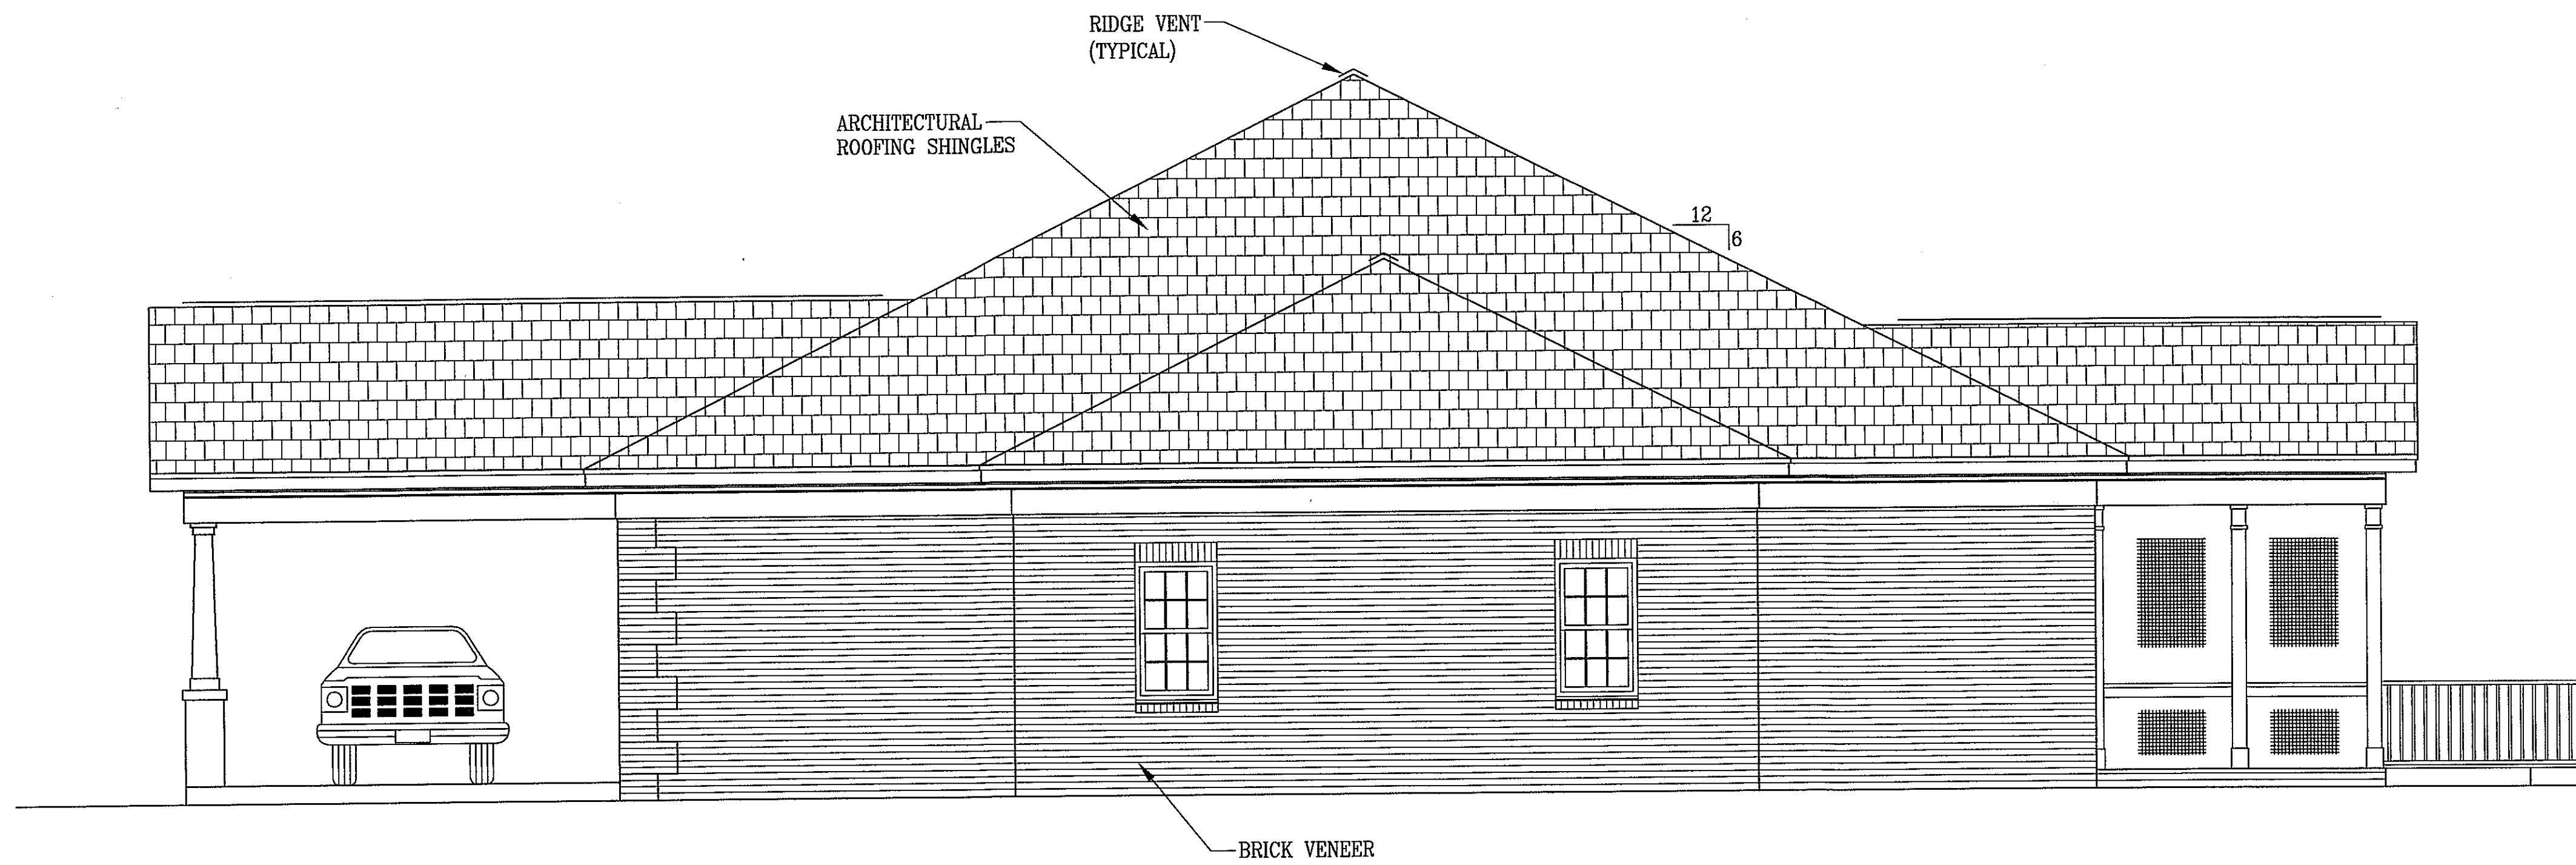 RIDGE VENT
(TYPICAL)
ARCHITECTURAL
ROOFING SHINGLES
12
6
BRICK VENEER